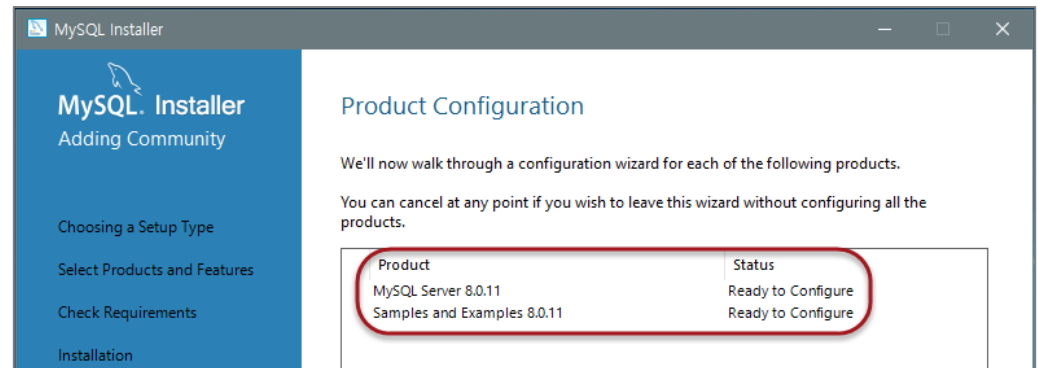 MySQL Installer
MySQL. Installer
Adding Community
Choosing a Setup Type
Select Products and Features
Check Requirements
Installation
Product Configuration
We'll now walk through a configuration wizard for each of the following products.
You can cancel at any point if you wish to leave this wizard without configuring all the
products.
Product Status
MySQL Server 8.0.11 Ready to Configure
Samples and Examples 8.0.11 Ready to Configure